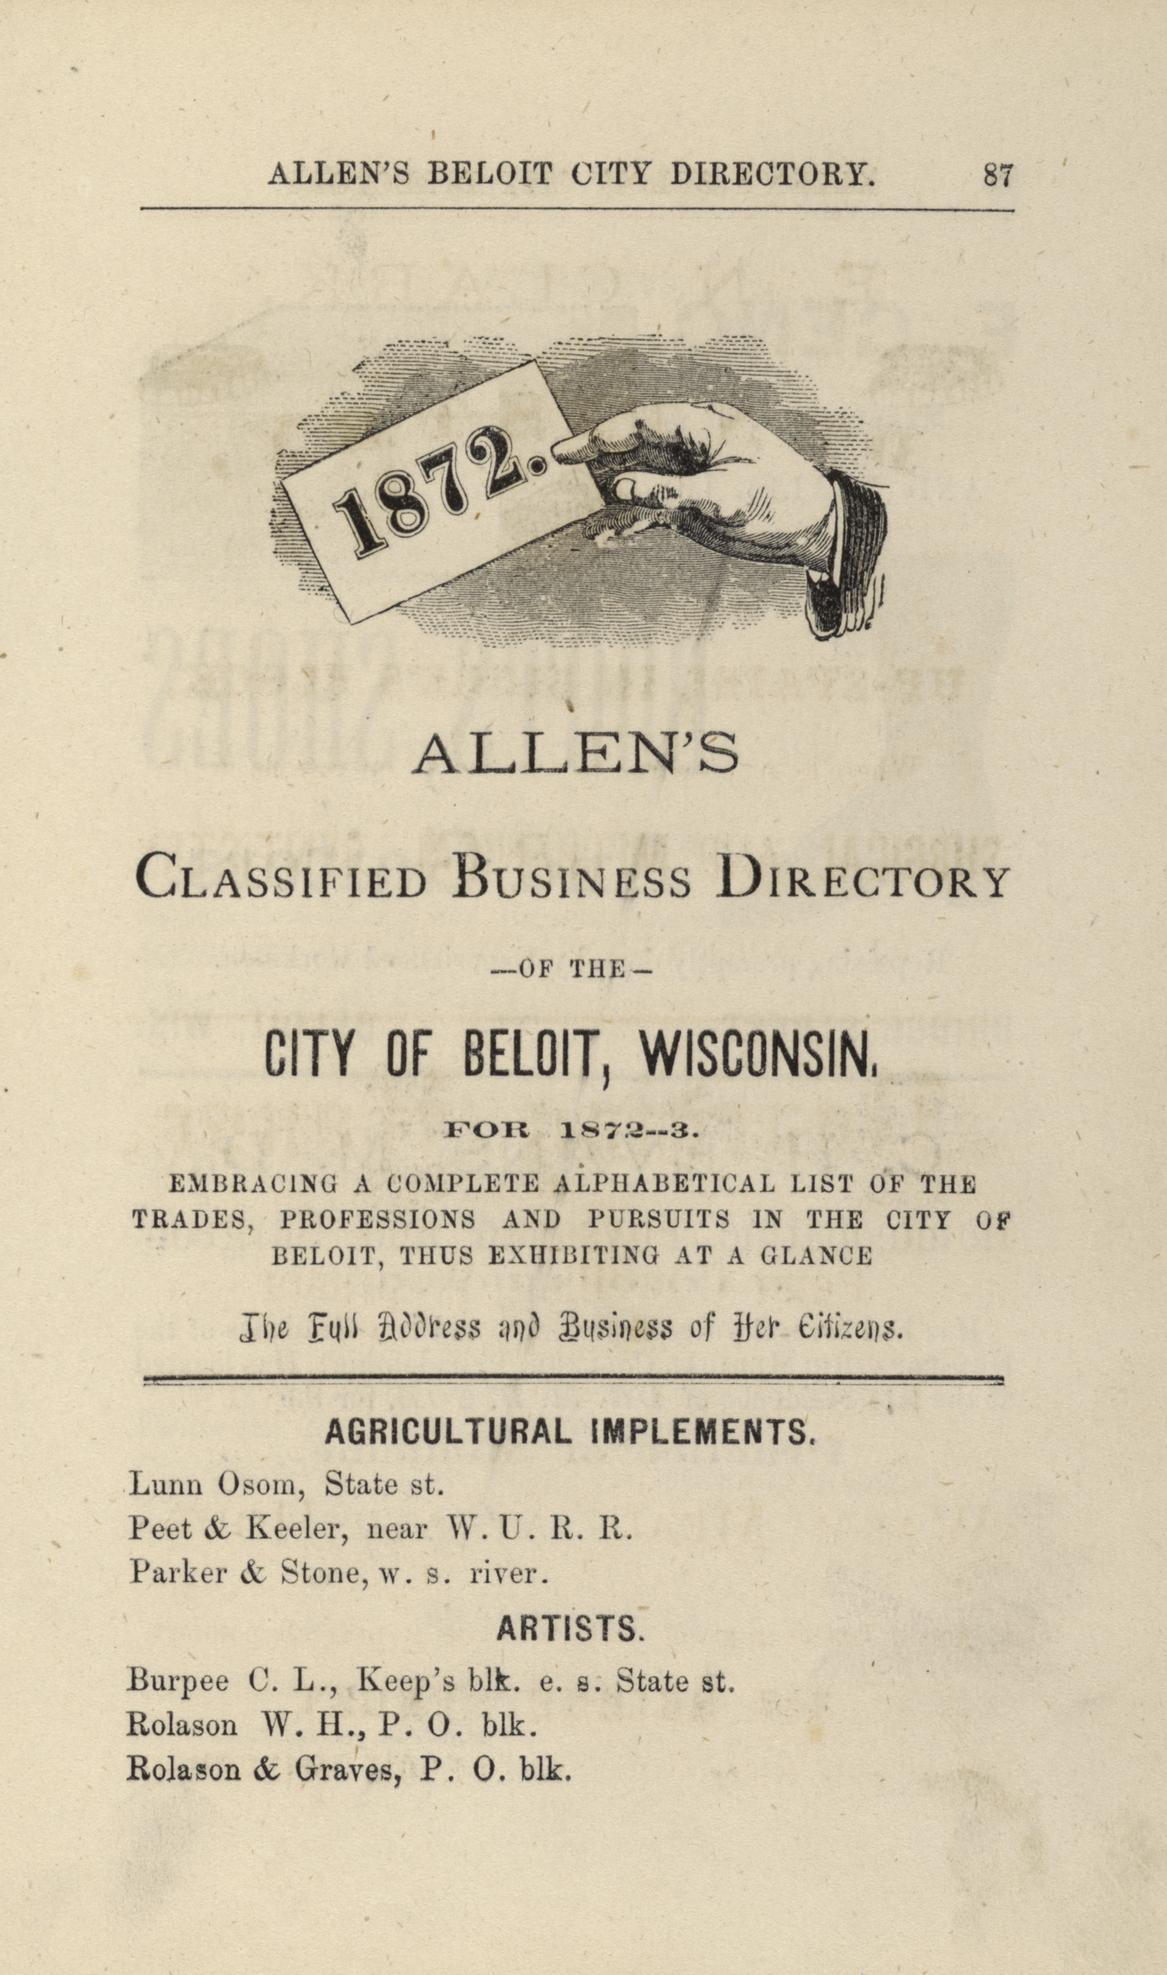 ALLEN'S BELOIT CITY DIRECTORY. 87
1872.
ALLEN'S
CLASSIFIED BUSINESS DIRECTORY
—OF THE—
CITY OF BELOIT, WISCONSIN.
FOR 1872--3.
EMBRACING A COMPLETE ALPHABETICAL LIST OF THE
TRADES, PROFESSIONS AND PURSUITS IN THE CITY OF
BELOIT, THUS EXHIBITING AT A GLANCE
The Full Address and Business of Her Citizens.
AGRICULTURAL IMPLEMENTS.
Lunn Osom, State st.
Peet & Keeler, near W. U. R. R.
Parker & Stone, w. s. river.
ARTISTS.
Burpee C. L., Keep's blk. e. s. State st.
Rolason W. H., P. O. blk.
Rolason & Graves, P. O. blk.